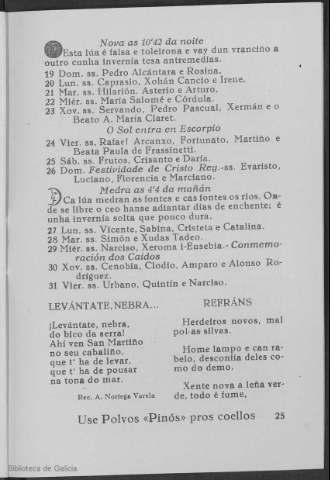 Nova as 10'42 da noite
Esta lúa é falsa e toleirona e vay dun vranciño a
outro cunha invernía tesa antremedias.
19 Dom. ss. Pedro Alcántara e Rosina.
20 Lun. ss. Caprasio, Xohán Cancio e Irene.
21 Mar. ss. Hilarión, Asterio e Arturo.
22 Miér. ss. María Salomé e Córdula.
23 Xov. ss. Servando, Pedro Pascual, Xermán e o
Beato A. María Claret.
O Sol entra en Escorpio
24 Vier. ss. Rafael Arcanxo, Fortunato, Martiño e
Beata Paula de Frassinetti.
25 Sáb. ss. Frutos, Crisanto e Daría.
26 Dom. Festividade de Cristo Rey.-ss. Evaristo,
Luciano, Florencia e Marciano.
Medra as 4'4 da mañán
Ca lúa medran as fontes e cas fontes os ríos. On-
de se libre o ceo hanse adiantar días de enchente; é
unha invernía solta que pouco dura.
27 Lun. ss. Vicente, Sabina, Cristeta e Catalina.
28 Mar. ss. Simón e Xudas Tadeo.
29 Miér. ss. Narciso, Xeroma i-Eusebia.-Conmemo-
ración dos Caídos
30 Xov. ss. Cenobia, Clodio, Amparo e Alonso Ro-
dríguez.
31 Vier. ss. Urbano, Quintín e Narciso.
LEVÁNTATE, NEBRA...
¡Levántate, nebra,
do bico da serra!
Ahí ven San Martiño
no seu cabaliño,
que t' ha de levar,
que t' ha de pousar
na tona do mar.
Rec. A. Noriega Varela
REFRÁNS
Herdeiros novos, mal
pol-as silvas.
Home lampo e can ra-
belo, desconfía deles co-
mo do demo.
Xente nova a leña ver-
de, todo é fume,
Use Polvos «Pinós» pros coellos 25
Biblioteca de Galicia